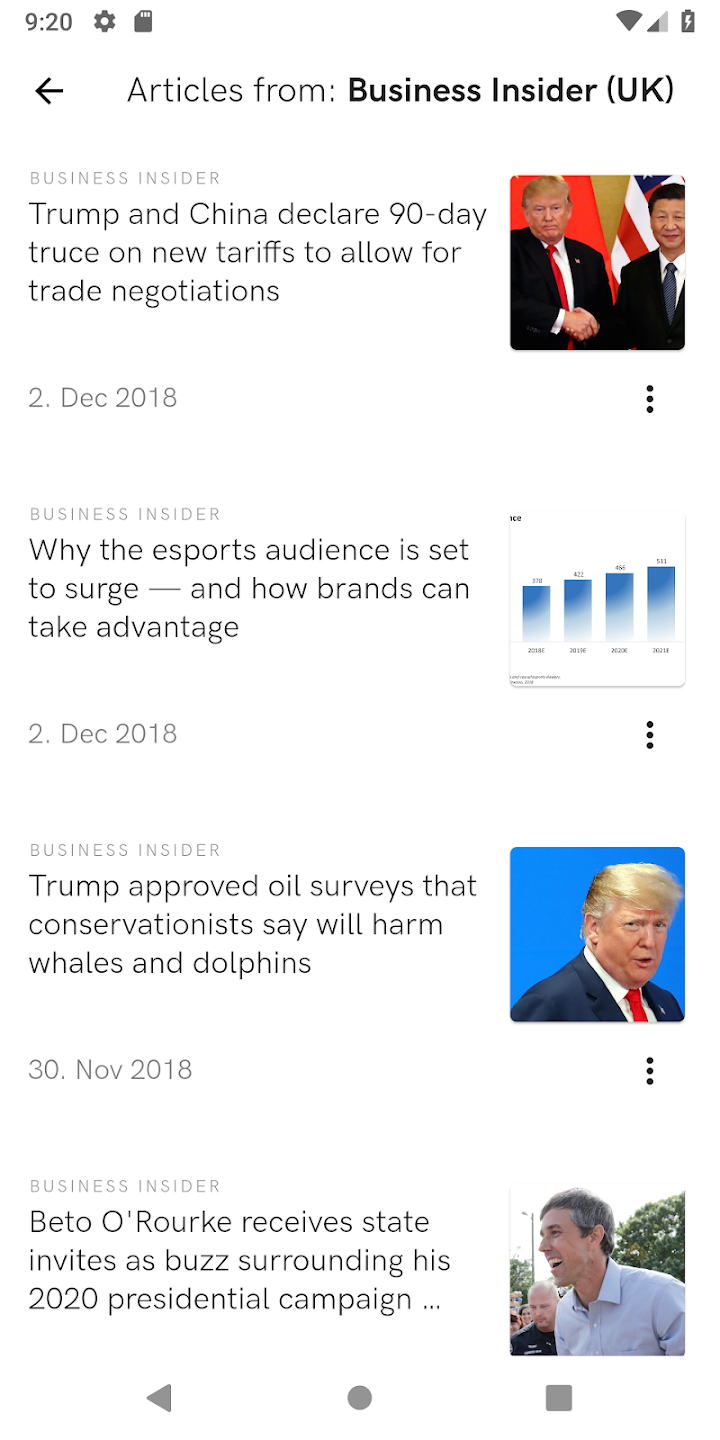 9:20
Articles from: Business Insider (UK)
BUSINESS INSIDER
Trump and China declare 90-day
truce on new tariffs to allow for
trade negotiations
2. Dec 2018
BUSINESS INSIDER
Why the esports audience is set
to surge — and how brands can
take advantage
nce
378
422
466
511
2018E
2019E
2020E
2021E
2. Dec 2018
BUSINESS INSIDER
Trump approved oil surveys that
conservationists say will harm
whales and dolphins
30. Nov 2018
BUSINESS INSIDER
Beto O'Rourke receives state
invites as buzz surrounding his
2020 presidential campaign ...